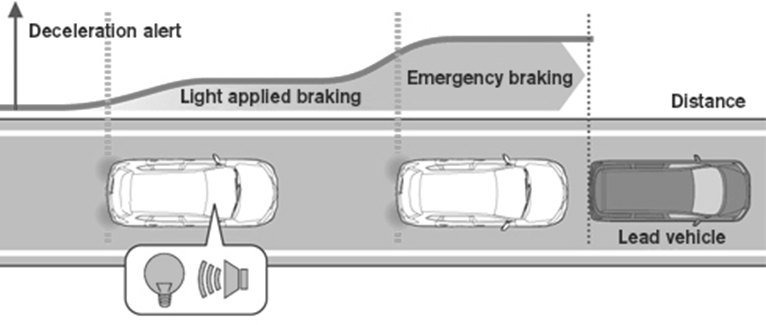 Deceleration alert
Emergency braking
Light applied braking
Distance
Lead vehicle